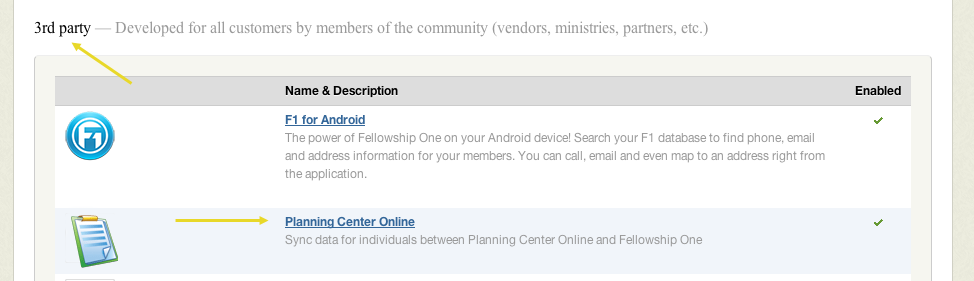 3rd party — Developed for all customers by members of the community (vendors, ministries, partners, etc.)
Name & Description Enabled
F1
F1 for Android
The power of Fellowship One on your Android device! Search your F1 database to find phone, email
and address information for your members. You can call, email and even map to an address right from
the application.
Planning Center Online
Sync data for individuals between Planning Center Online and Fellowship One